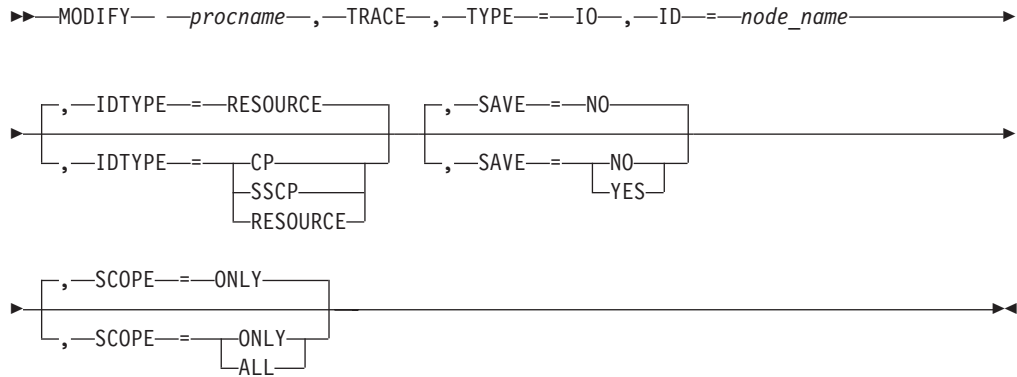 MODIFY procname , TRACE , TYPE = IO , ID = node_name
, IDTYPE = RESOURCE , SAVE = NO
, IDTYPE = CP , SAVE = NO
SSCP YES
RESOURCE
, SCOPE = ONLY
, SCOPE = ONLY
ALL